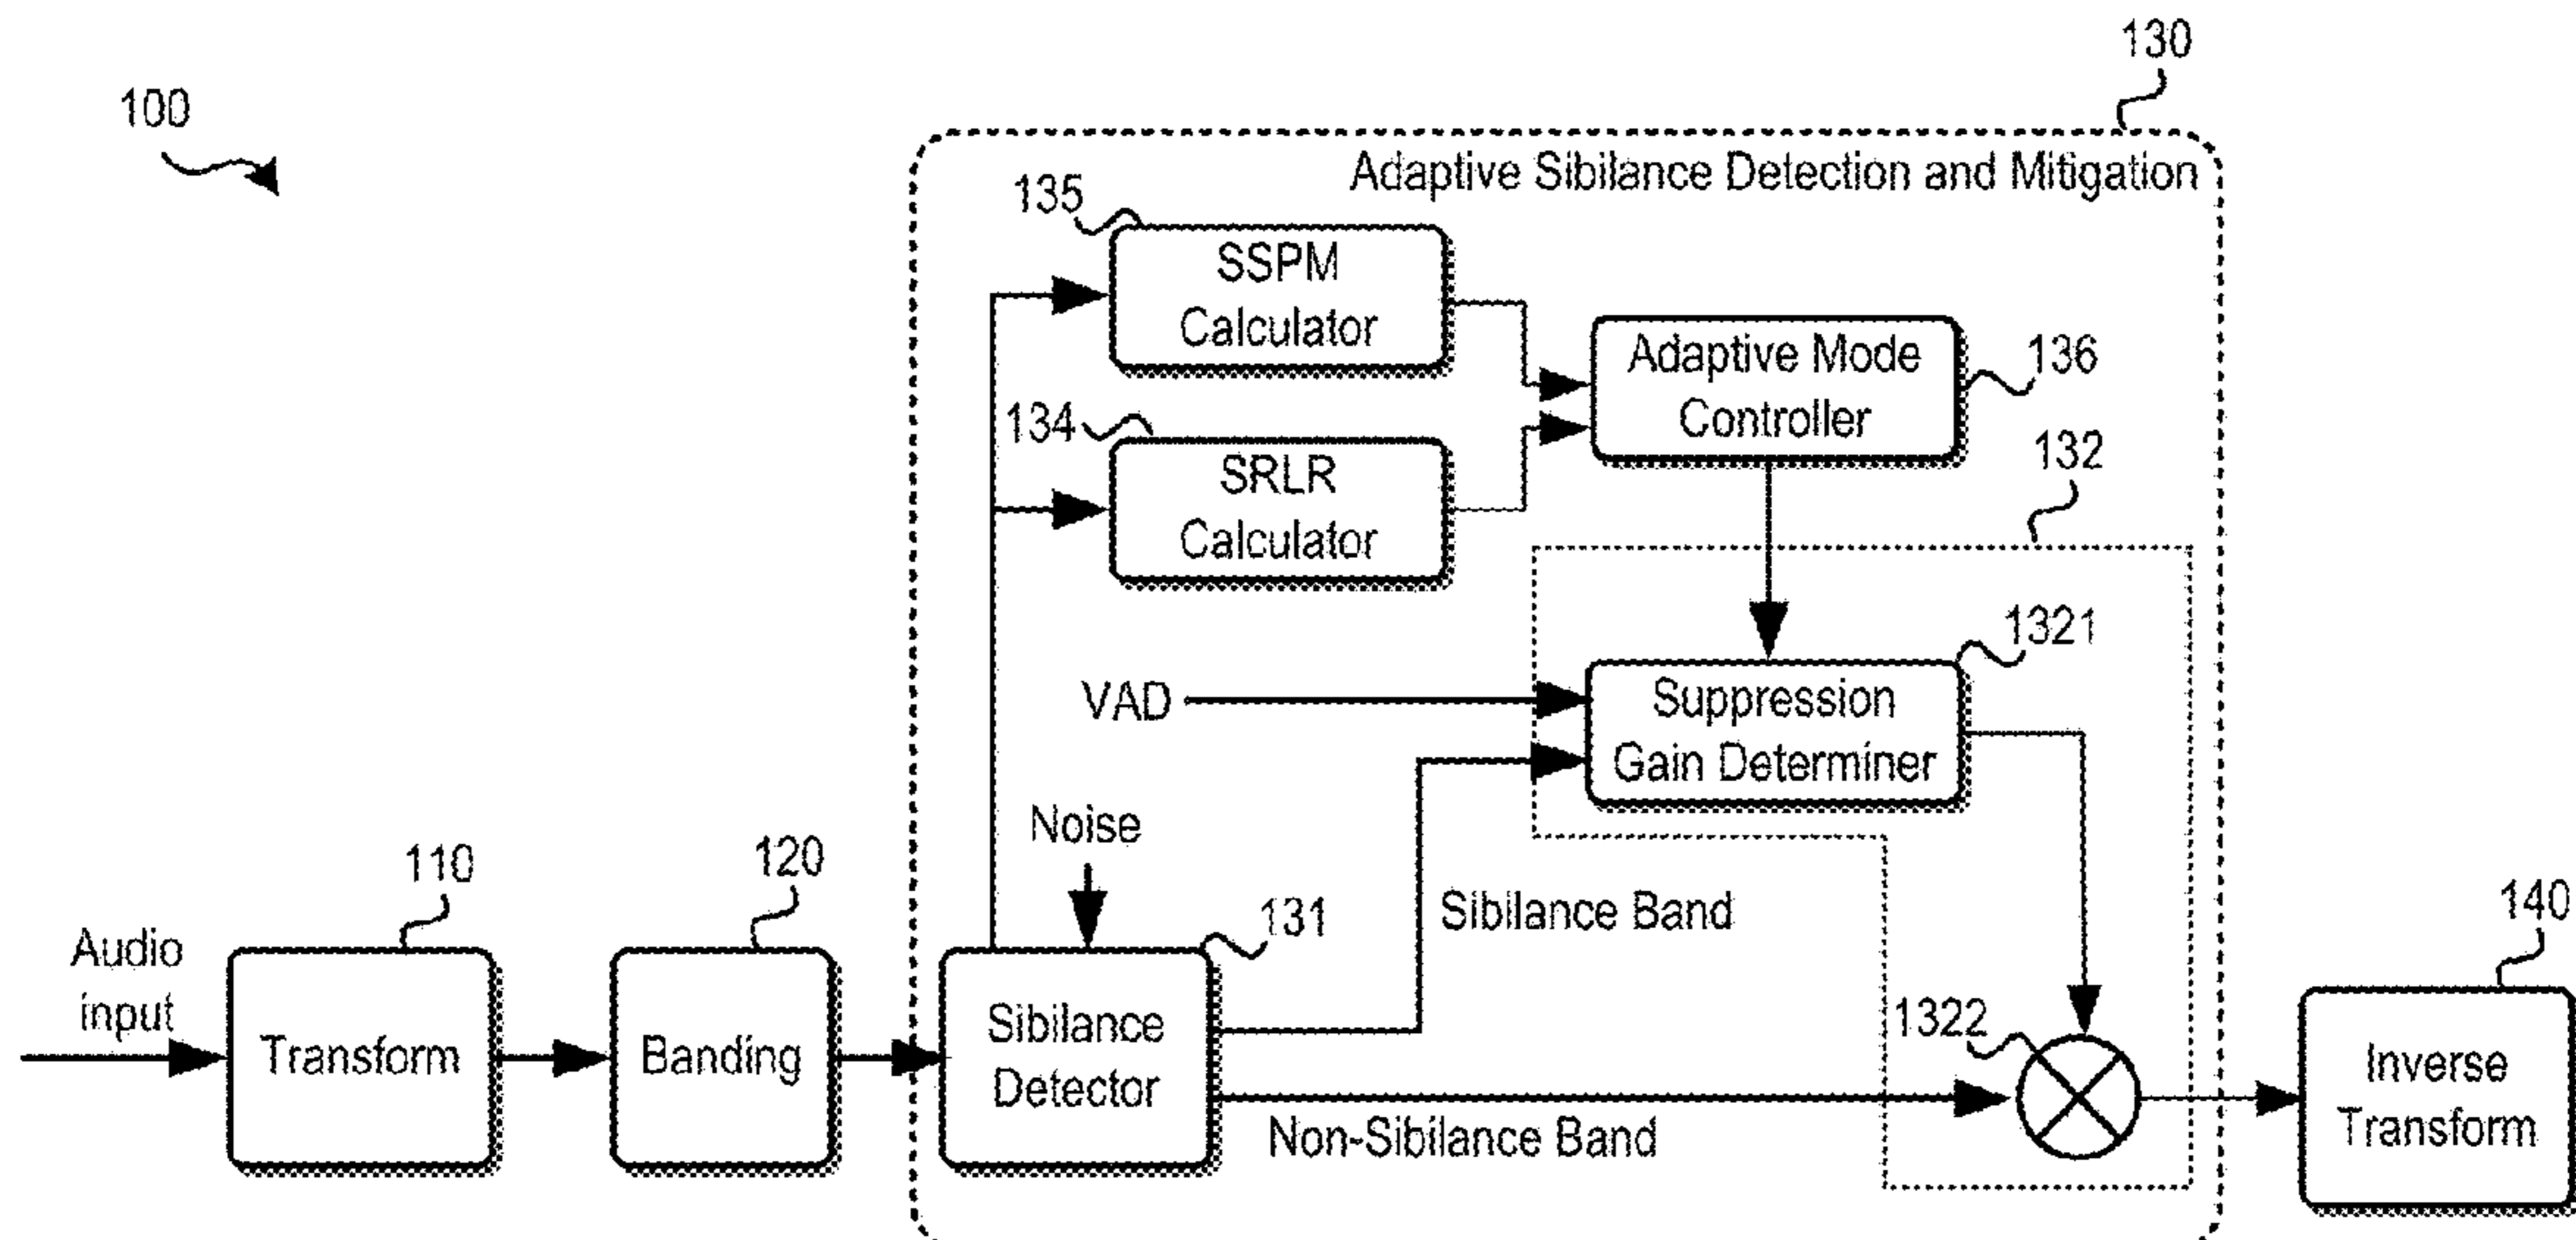 100
130
Adaptive Sibilance Detection and Mitigation
135
SSPM
Calculator
134
SRLR
Calculator
Adaptive Mode
Controller
136
132
VAD
Suppression
Gain Determiner
1321
Noise
110
120
131
Sibilance Band
140
Audio
input
Transform
Banding
Sibilance
Detector
Non-Sibilance Band
1322
Inverse
Transform